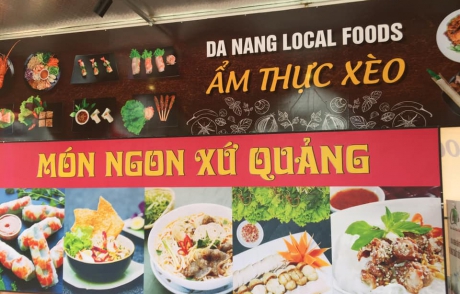 DA NANG LOCAL FOODS
ẨM THỰC XÈO
MÓN NGON XỨ QUẢNG